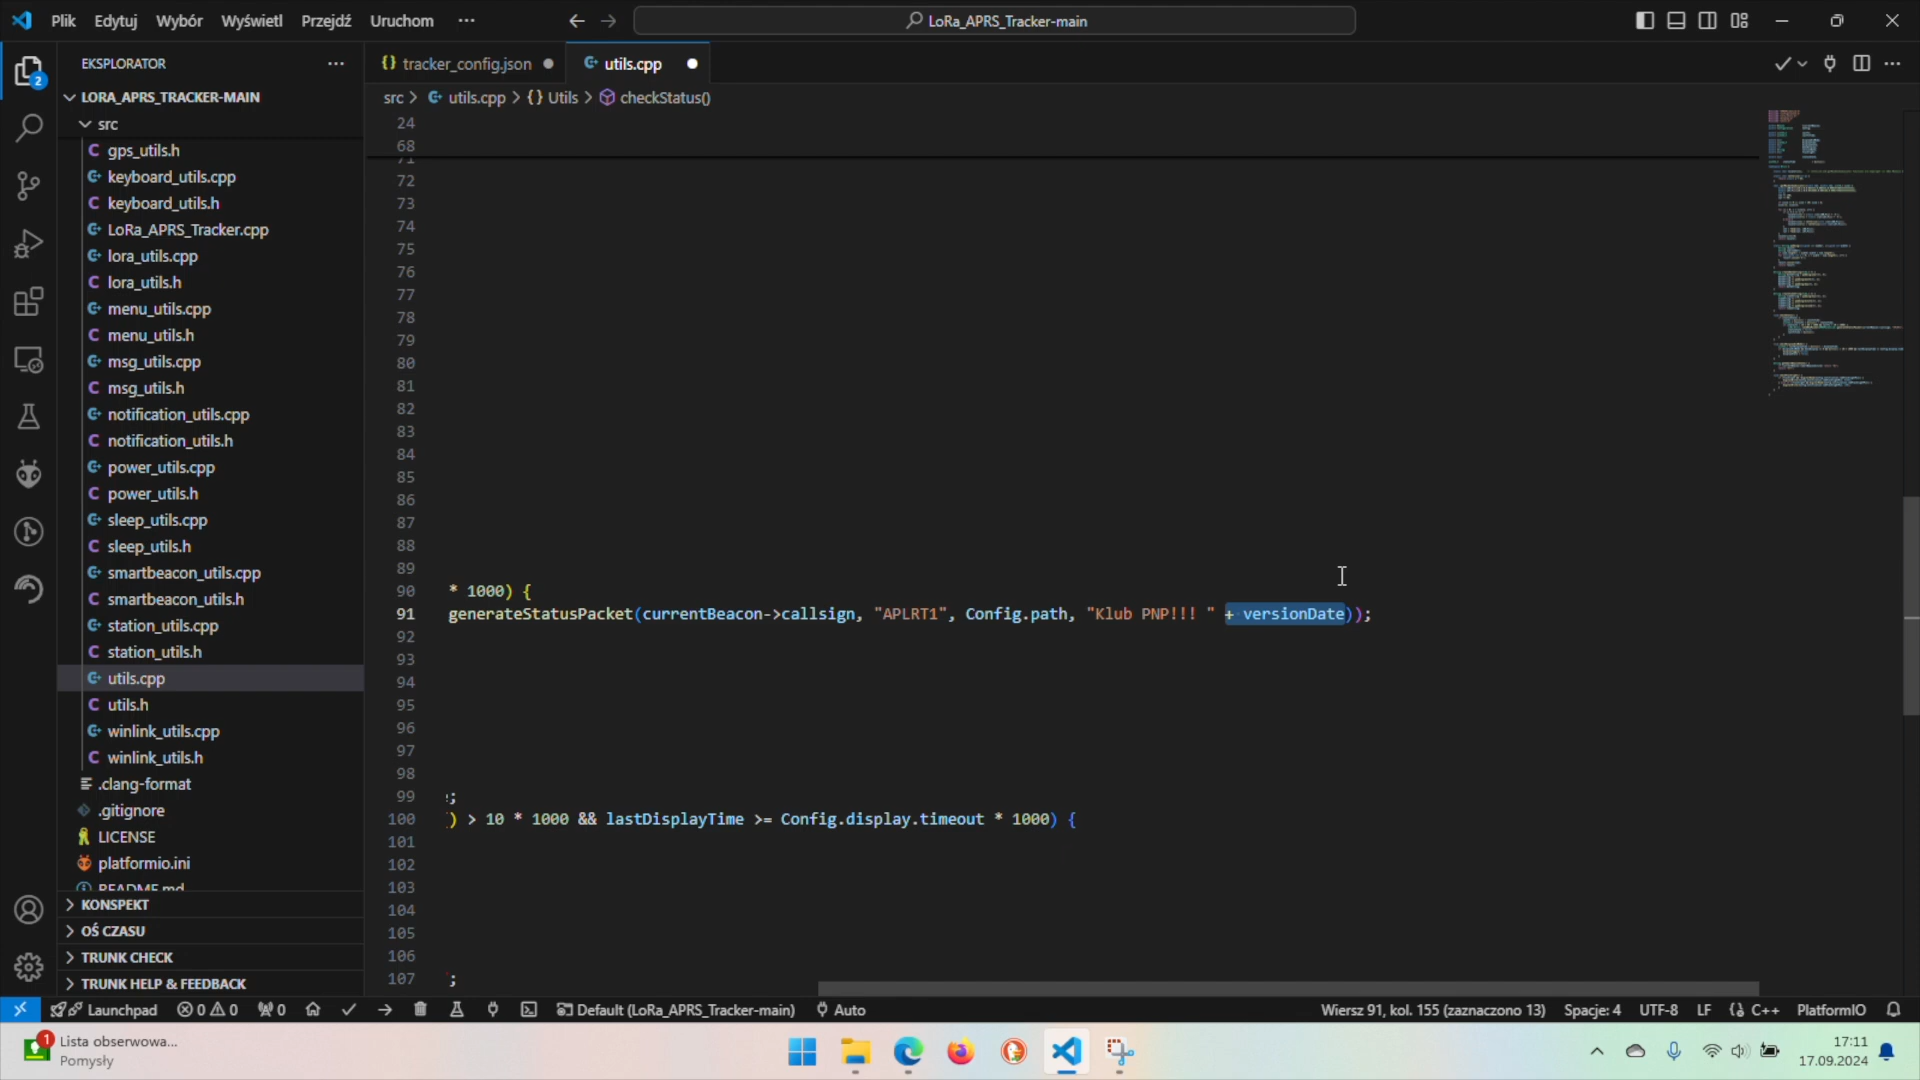 Plik Edytuj Wybór Wyświetl Przejdź Uruchom ··· LoRa_APRS_Tracker-main
EKSPLORATOR ···
tracker_config.json
utils.cpp
src > utils.cpp > {} Utils > checkStatus()
2
LORA_APRS_TRACKER-MAIN
src
gps_utils.h
keyboard_utils.cpp
keyboard_utils.h
LoRa_APRS_Tracker.cpp
lora_utils.cpp
lora_utils.h
menu_utils.cpp
menu_utils.h
msg_utils.cpp
msg_utils.h
notification_utils.cpp
notification_utils.h
power_utils.cpp
power_utils.h
sleep_utils.cpp
sleep_utils.h
smartbeacon_utils.cpp
smartbeacon_utils.h
station_utils.cpp
station_utils.h
utils.cpp
utils.h
winlink_utils.cpp
winlink_utils.h
.clang-format
.gitignore
LICENSE
platformio.ini
README.md
KONSPEKT
OŚ CZASU
TRUNK CHECK
TRUNK HELP & FEEDBACK
24
68
71
72
73
74
75
76
77
78
79
80
81
82
83
84
85
86
87
88
89
90 * 1000) {
91 generateStatusPacket(currentBeacon->callsign, "APLRT1", Config.path, "Klub PNP!!! " + versionDate));
92
93
94
95
96
97
98
99 ;
100 ) > 10 * 1000 && lastDisplayTime >= Config.display.timeout * 1000) {
101
102
103
104
105
106
107 ;
Launchpad 0 0 0 Default (LoRa_APRS_Tracker-main) Auto Wiersz 91, kol. 155 (zaznaczono 13) Spacje: 4 UTF-8 LF {} C++ PlatformIO
1
Lista obserwowa...
Pomysły
17:11
17.09.2024